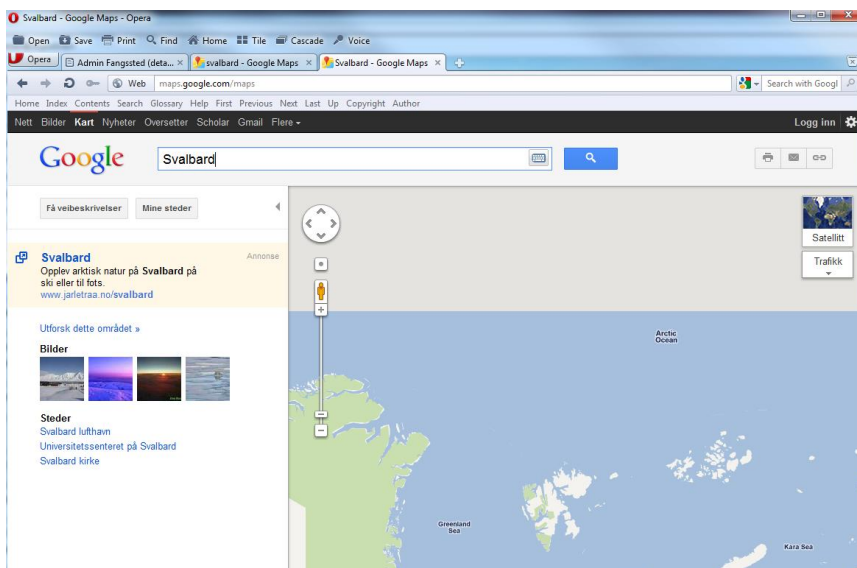 Svalbard - Google Maps - Opera
Open Save Print Find Home Tile Cascade Voice
Opera Admin Fangssted (deta... × svalbard - Google Maps × Svalbard - Google Maps ×
Web maps.google.com/maps Search with Googl
Home Index Contents Search Glossary Help First Previous Next Last Up Copyright Author
Nett Bilder Kart Nyheter Oversetter Scholar Gmail Flere Logg inn
Google Svalbard
Få veibeskrivelser Mine steder
Satellitt
Trafikk
Svalbard Annonse
Opplev arktisk natur på Svalbard på
ski eller til fots.
www.jarletraa.no/svalbard
Utforsk dette området »
Bilder
Steder
Svalbard lufthavn
Universitetssenteret på Svalbard
Svalbard kirke
Arctic
Ocean
Greenland
Sea
Kara Sea